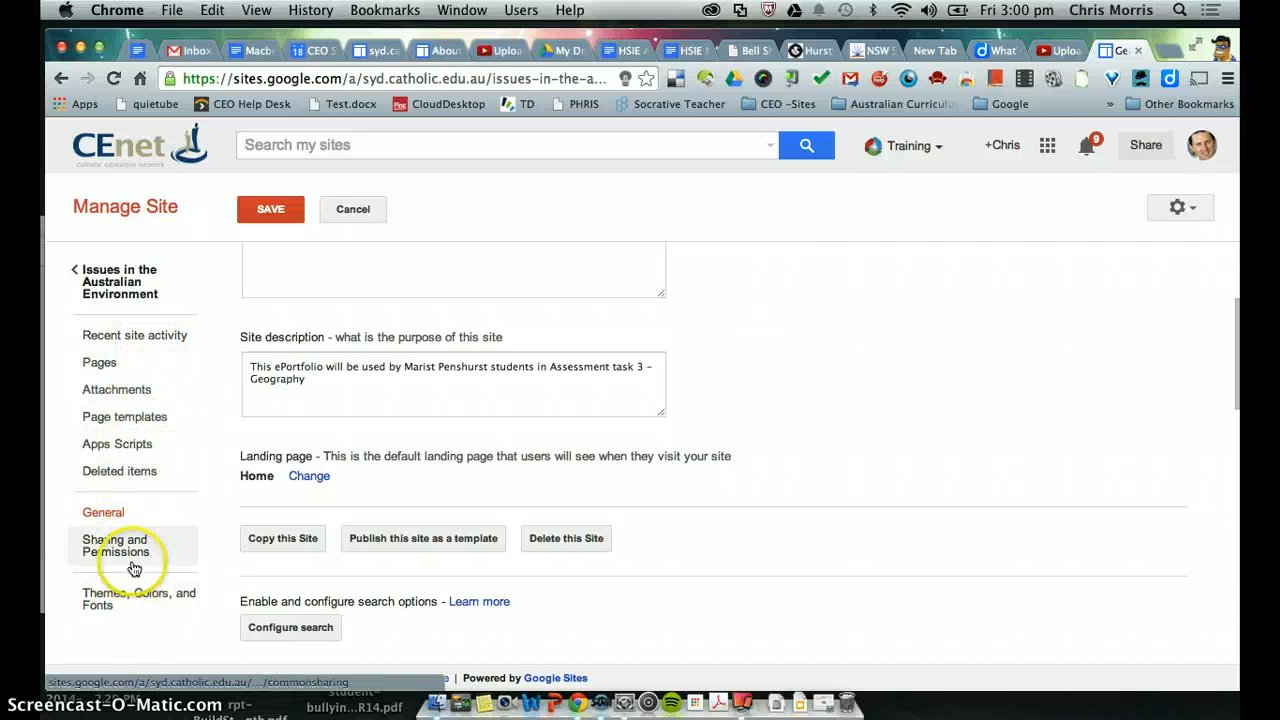 Chrome File Edit View History Bookmarks Window Users Help Fri 3:00 pm Chris Morris
Inbo Macb CEO S syd.ca About Uploa My Dr HSIE HSIE Bell S Hurst NSW New Tab What' Uploa Ge
https://sites.google.com/a/syd.catholic.edu.au/issues-in-the-a...
Apps quietube CEO Help Desk Test.docx CloudDesktop TD PHRIS Socrative Teacher CEO -Sites Australian Curriculu Google » Other Bookmarks
CEnet
catholic education network
Search my sites
Training
+Chris
9
Share
Manage Site
SAVE
Cancel
Issues in the
Australian
Environment
Recent site activity
Pages
Attachments
Page templates
Apps Scripts
Deleted items
General
Sharing and
Permissions
Themes, Colors, and
Fonts
Site description - what is the purpose of this site
This ePortfolio will be used by Marist Penshurst students in Assessment task 3 -
Geography
Landing page - This is the default landing page that users will see when they visit your site
Home Change
Copy this Site
Publish this site as a template
Delete this Site
Enable and configure search options - Learn more
Configure search
sites.google.com/a/syd.catholic.edu.au/.../commonsharing
Powered by Google Sites
Screencast-O-Matic.com
2014-
rpt-
student-
bullyin...R14.pdf